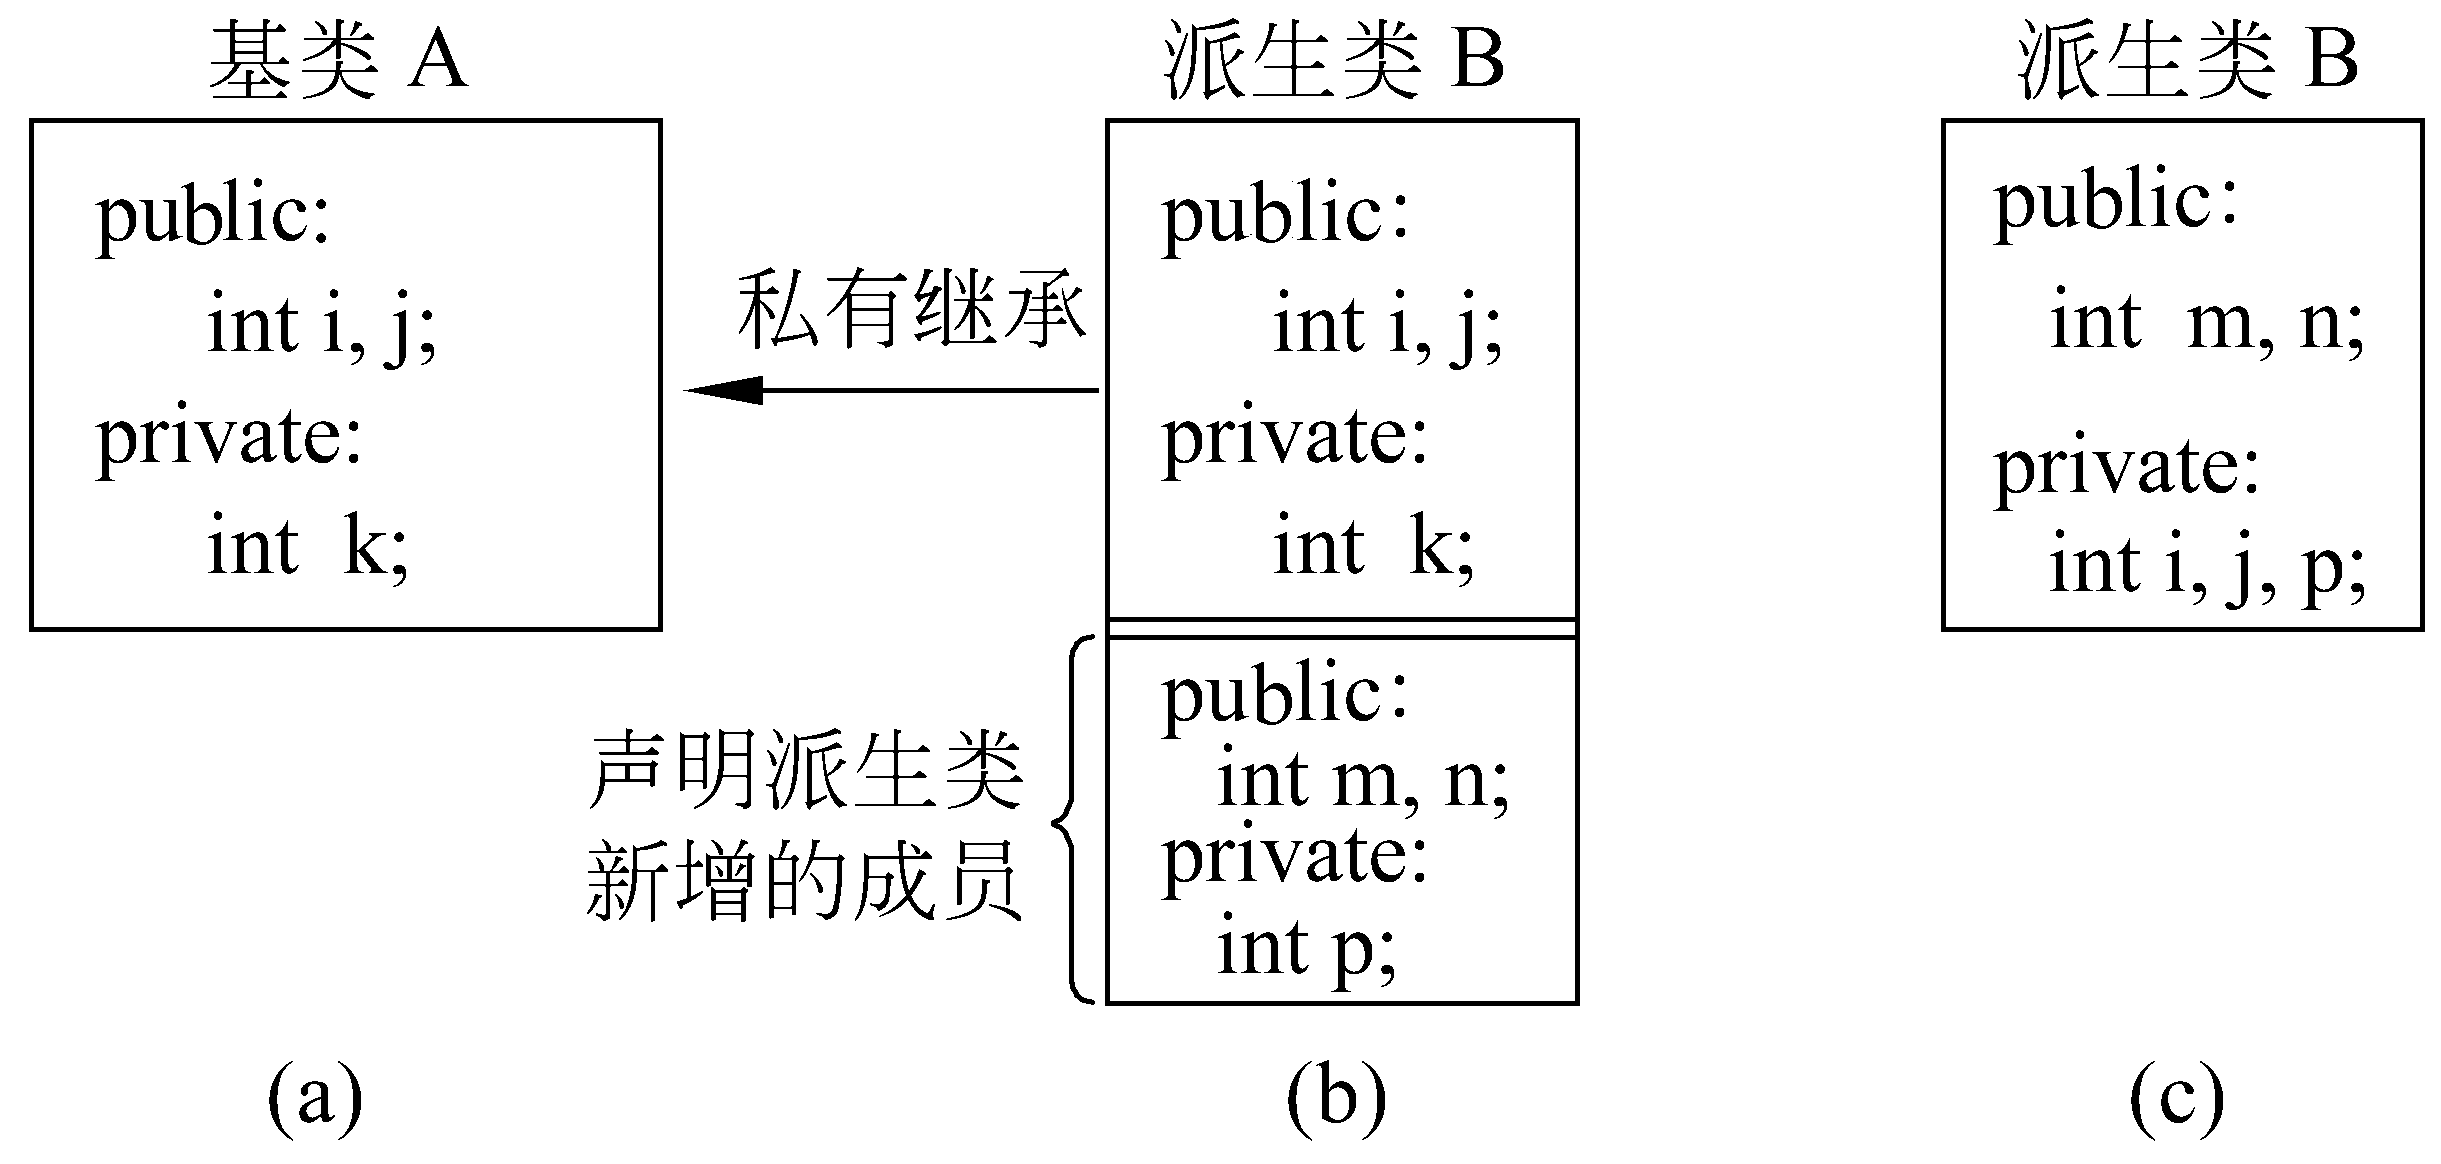 基类 A
public:
int i, j;
private:
int k;
(a)
私有继承
派生类 B
public:
int i, j;
private:
int k;
声明派生类
新增的成员
public:
int m, n;
private:
int p;
(b)
派生类 B
public:
int m, n;
private:
int i, j, p;
(c)